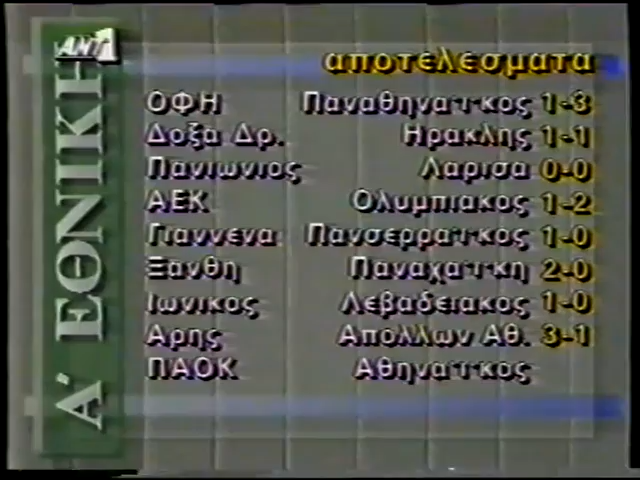 ΑΝΤ1
Α' ΕΘΝΙΚΗ
αποτελεσματα
ΟΦΗ Παναθηναϊκος 1-3
Δοξα Δρ. Ηρακλης 1-1
Πανιωνιος Λαρισα 0-0
ΑΕΚ Ολυμπιακος 1-2
Γιαννενα Πανσερραϊκος 1-0
Ξανθη Παναχαϊκη 2-0
Ιωνικος Λεβαδειακος 1-0
Αρης Απολλων Αθ. 3-1
ΠΑΟΚ Αθηναϊκος